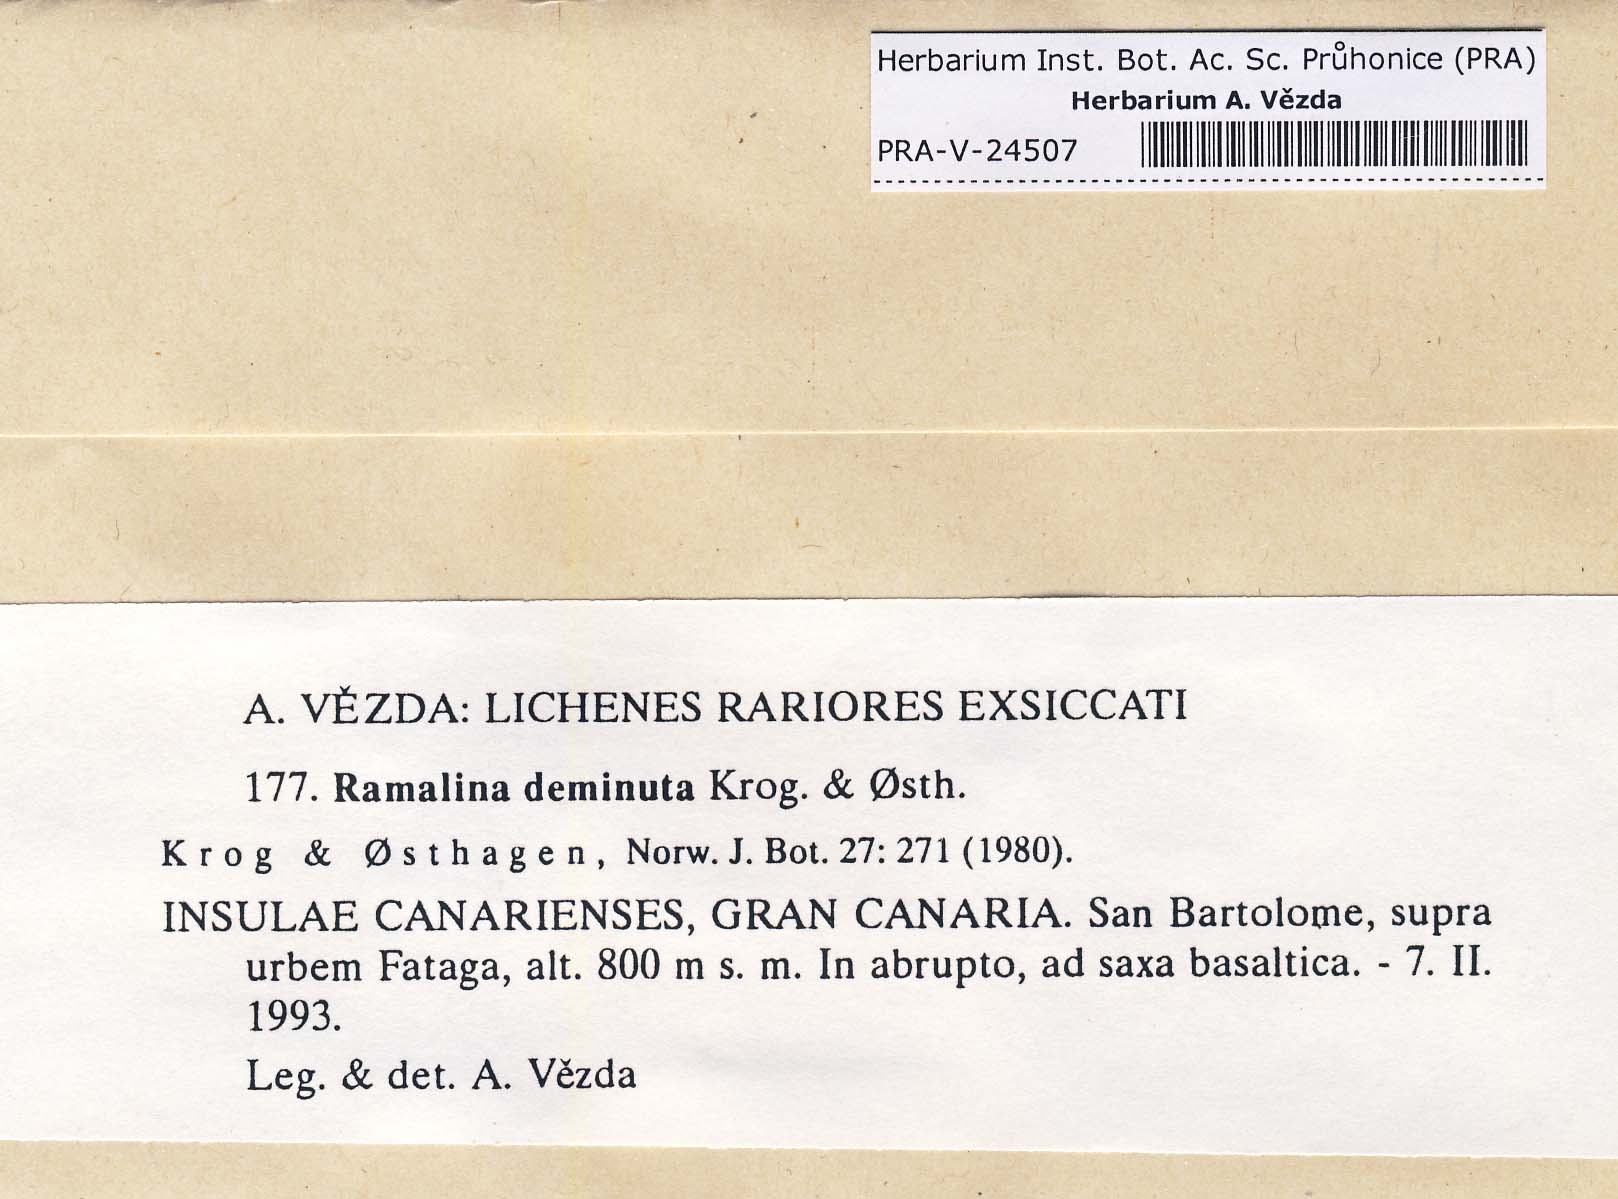 Herbarium Inst. Bot. Ac. Sc. Průhonice (PRA)
Herbarium A. Vězda
PRA-V-24507
A. VĚZDA: LICHENES RARIORES EXSICCATI
177. Ramalina deminuta Krog. & Østh.
Krog & Østhagen, Norw. J. Bot. 27: 271 (1980).
INSULAE CANARIENSES, GRAN CANARIA. San Bartolome, supra
urbem Fataga, alt. 800 m s. m. In abrupto, ad saxa basaltica. - 7. II.
1993.
Leg. & det. A. Vězda